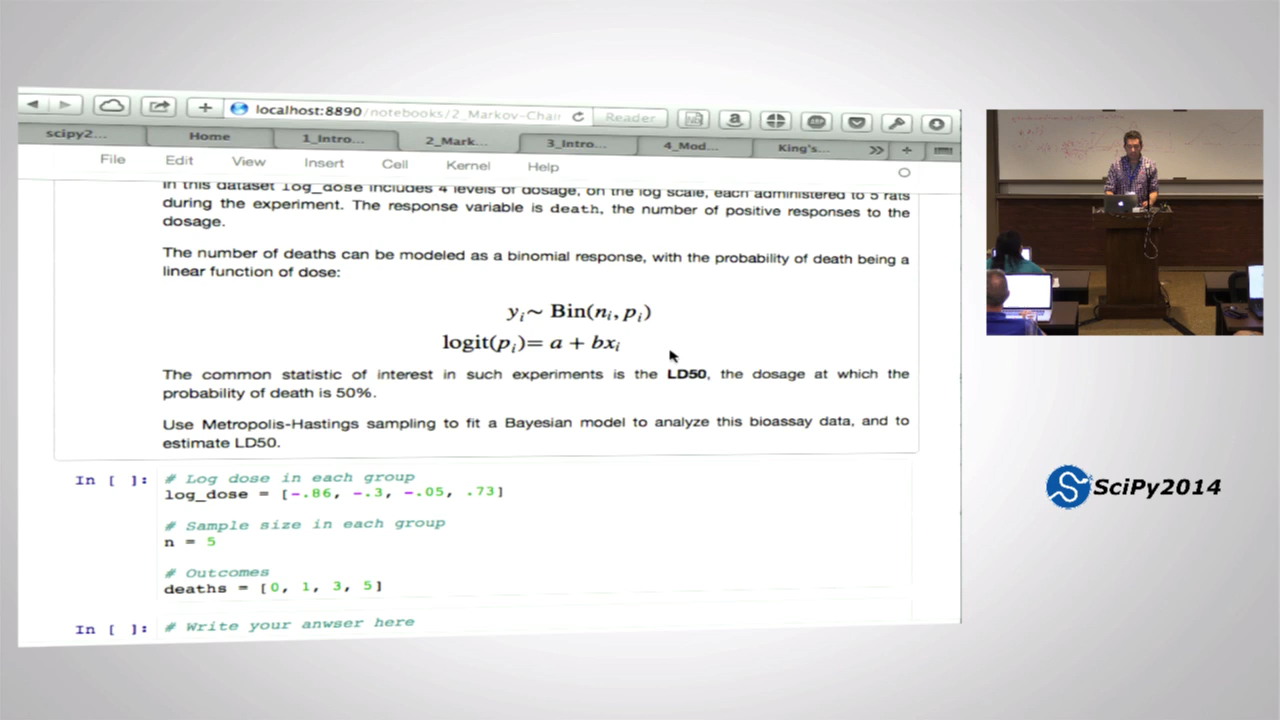 localhost:8890/notebooks/2_Markov-Chai
Reader
scipy2...
Home
1_Intro...
2_Mark...
3_Intro...
4_Mod...
King's...
File Edit View Insert Cell Kernel Help
In this dataset log_dose includes 4 levels of dosage, on the log scale, each administered to 5 rats
during the experiment. The response variable is death, the number of positive responses to the
dosage.
The number of deaths can be modeled as a binomial response, with the probability of death being a
linear function of dose:
yᵢ ~ Bin(nᵢ, pᵢ)
logit(pᵢ)= a + bxᵢ
The common statistic of interest in such experiments is the LD50, the dosage at which the
probability of death is 50%.
Use Metropolis-Hastings sampling to fit a Bayesian model to analyze this bioassay data, and to
estimate LD50.
In [ ]: # Log dose in each group
log_dose = [-.86, -.3, -.05, .73]
# Sample size in each group
n = 5
# Outcomes
deaths = [0, 1, 3, 5]
In [ ]: # Write your anwser here
SciPy2014